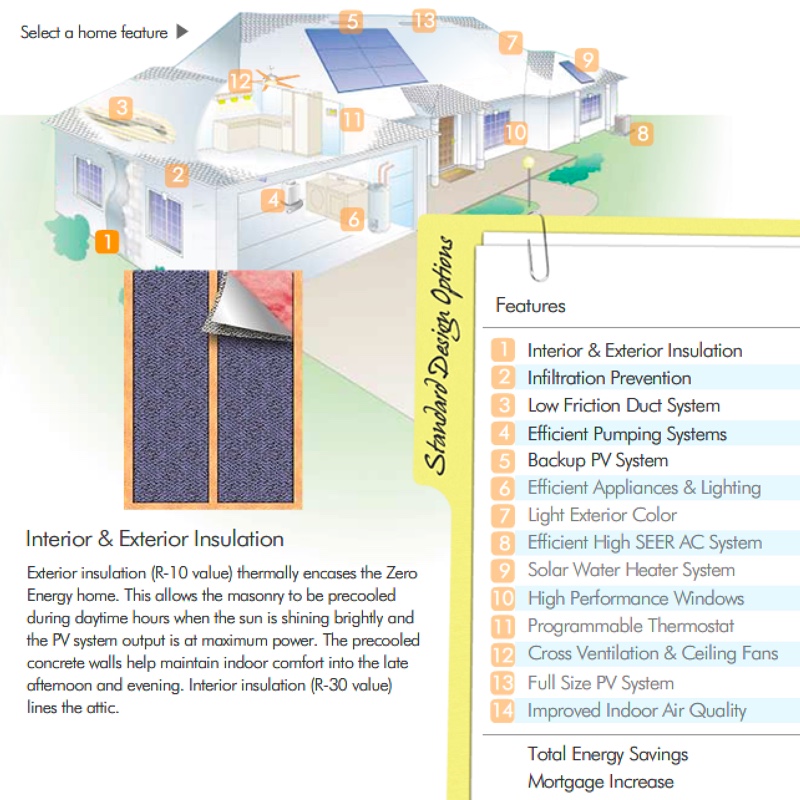 Select a home feature
5
13
7
9
12
3
11
10
8
2
4
6
1
Standard Design Options
Features
1 Interior & Exterior Insulation
2 Infiltration Prevention
3 Low Friction Duct System
4 Efficient Pumping Systems
5 Backup PV System
6 Efficient Appliances & Lighting
7 Light Exterior Color
8 Efficient High SEER AC System
9 Solar Water Heater System
10 High Performance Windows
11 Programmable Thermostat
12 Cross Ventilation & Ceiling Fans
13 Full Size PV System
14 Improved Indoor Air Quality
Total Energy Savings
Mortgage Increase
Interior & Exterior Insulation
Exterior insulation (R-10 value) thermally encases the Zero
Energy home. This allows the masonry to be precooled
during daytime hours when the sun is shining brightly and
the PV system output is at maximum power. The precooled
concrete walls help maintain indoor comfort into the late
afternoon and evening. Interior insulation (R-30 value)
lines the attic.